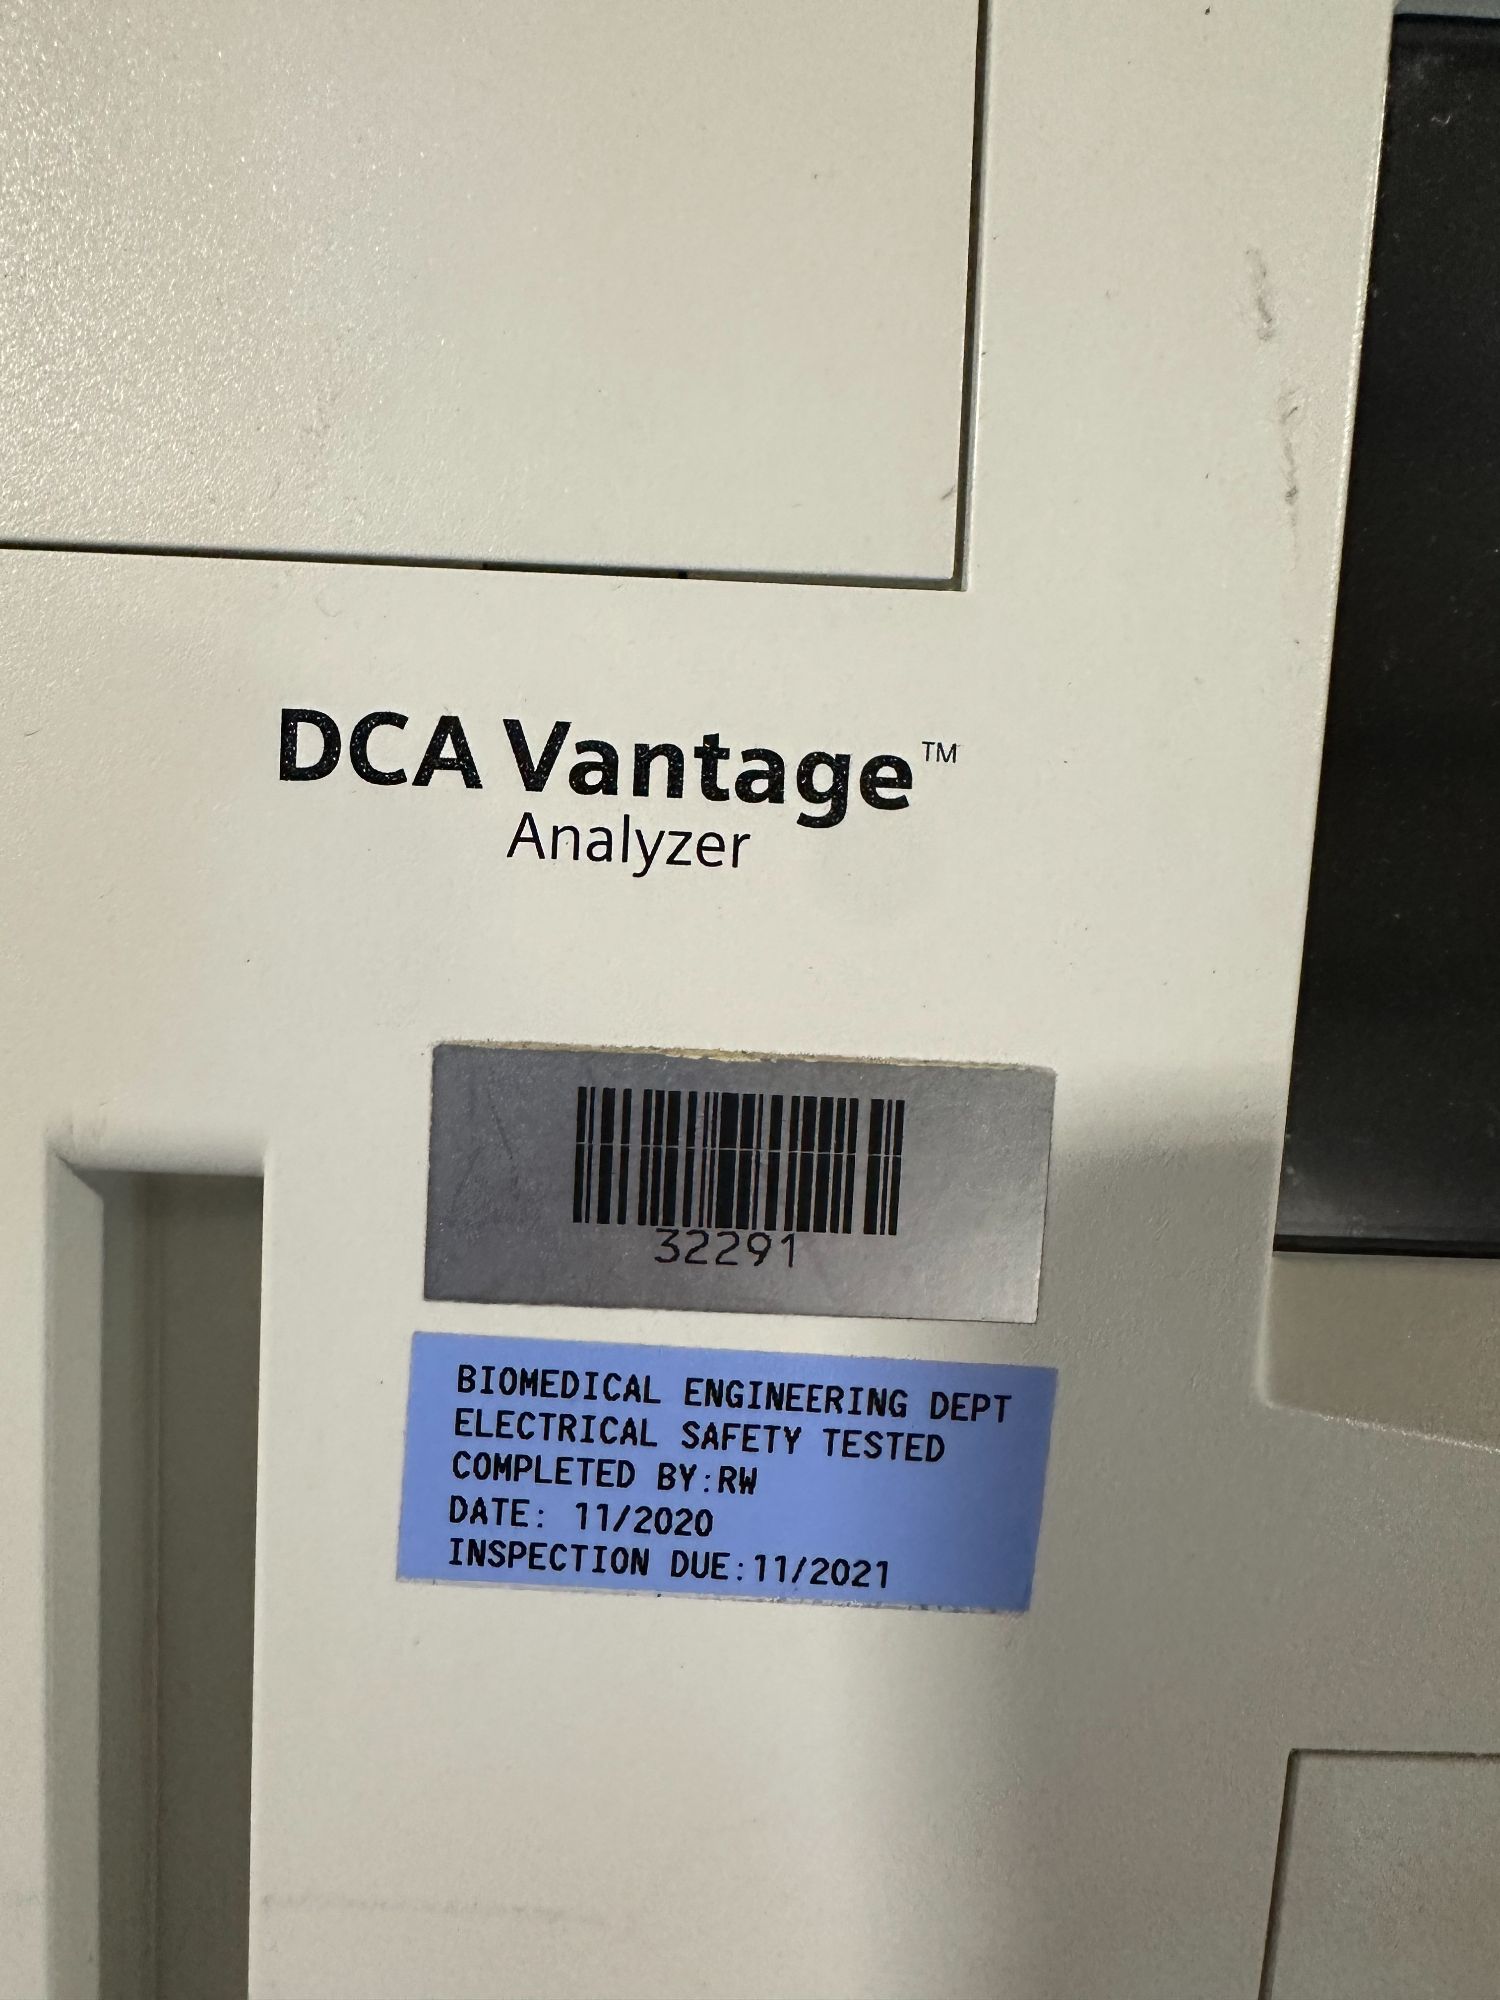 DCA Vantage™
Analyzer
32291
BIOMEDICAL ENGINEERING DEPT
ELECTRICAL SAFETY TESTED
COMPLETED BY:RW
DATE: 11/2020
INSPECTION DUE:11/2021